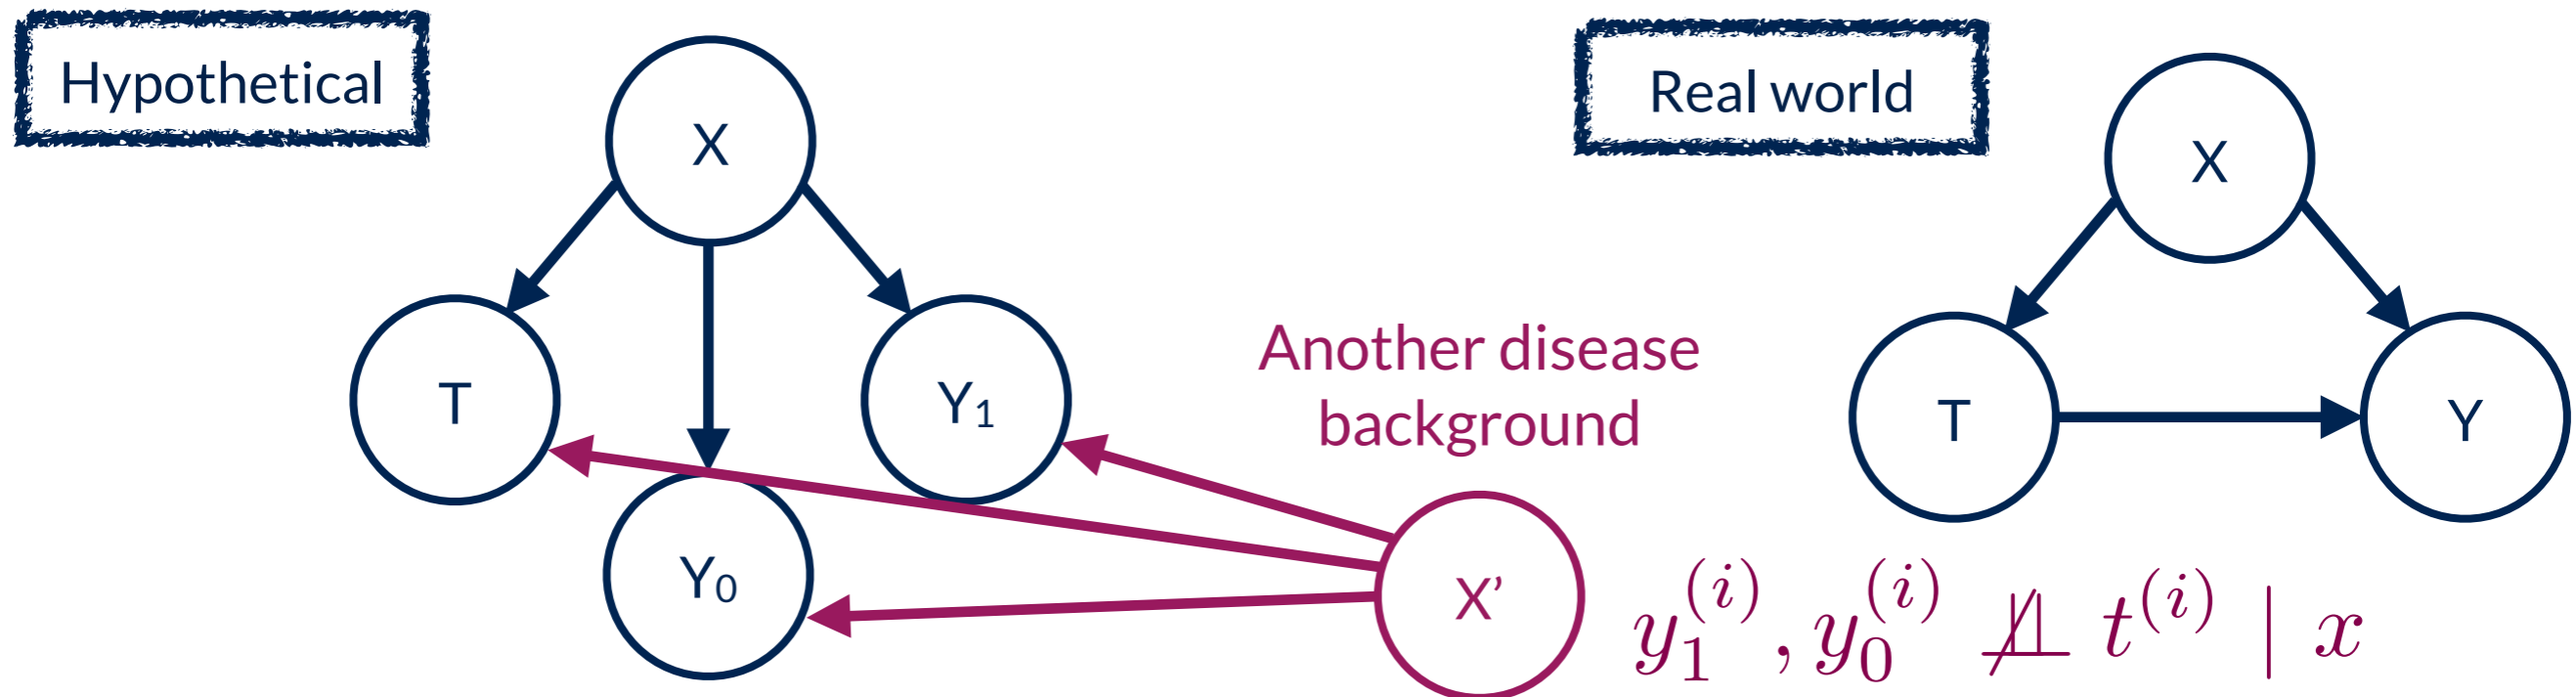 Hypothetical
Real world
X
X
T
Y₁
Another disease
background
T
Y
Y₀
X’
y₁⁽ⁱ⁾, y₀⁽ⁱ⁾ ⫫̸ t⁽ⁱ⁾ | x